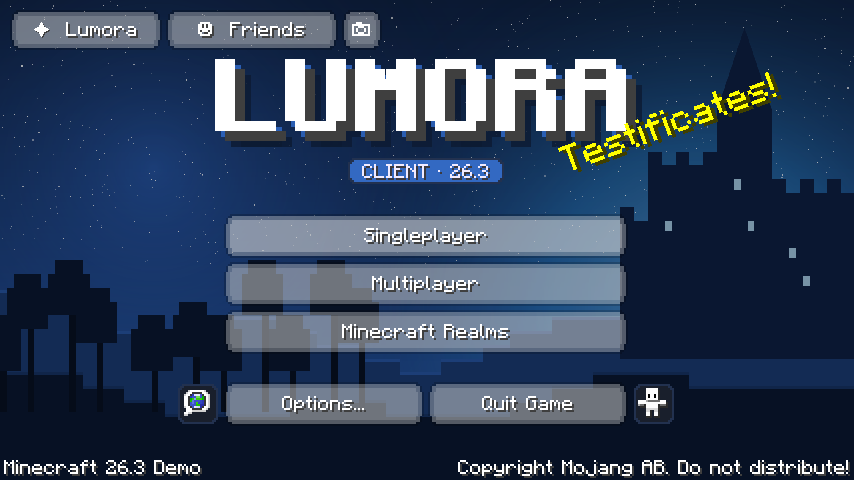 Lumora
Friends
LUMORA
Testificates!
CLIENT · 26.3
Singleplayer
Multiplayer
Minecraft Realms
Options...
Quit Game
Minecraft 26.3 Demo
Copyright Mojang AB. Do not distribute!